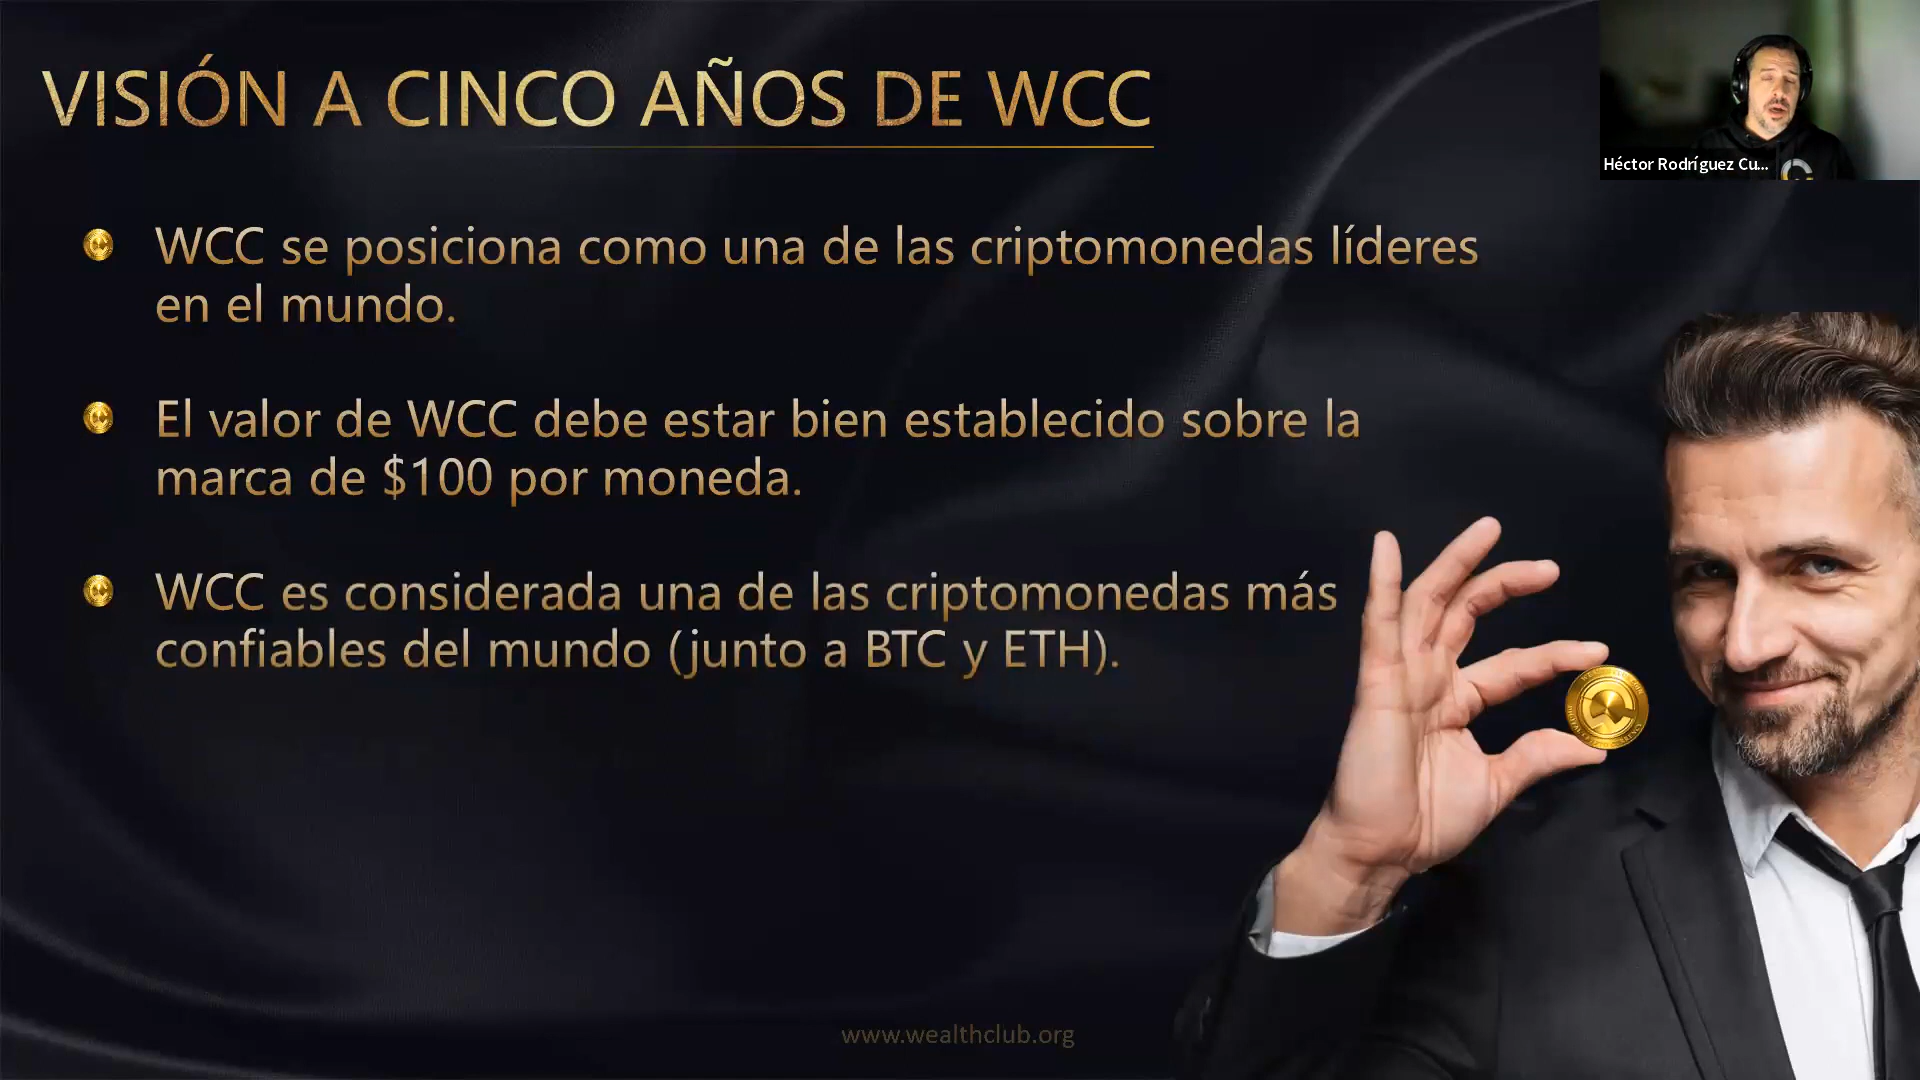 VISIÓN A CINCO AÑOS DE WCC
Héctor Rodríguez Cu...
WCC se posiciona como una de las criptomonedas líderes
en el mundo.
El valor de WCC debe estar bien establecido sobre la
marca de $100 por moneda.
WCC es considerada una de las criptomonedas más
confiables del mundo (junto a BTC y ETH).
www.wealthclub.org